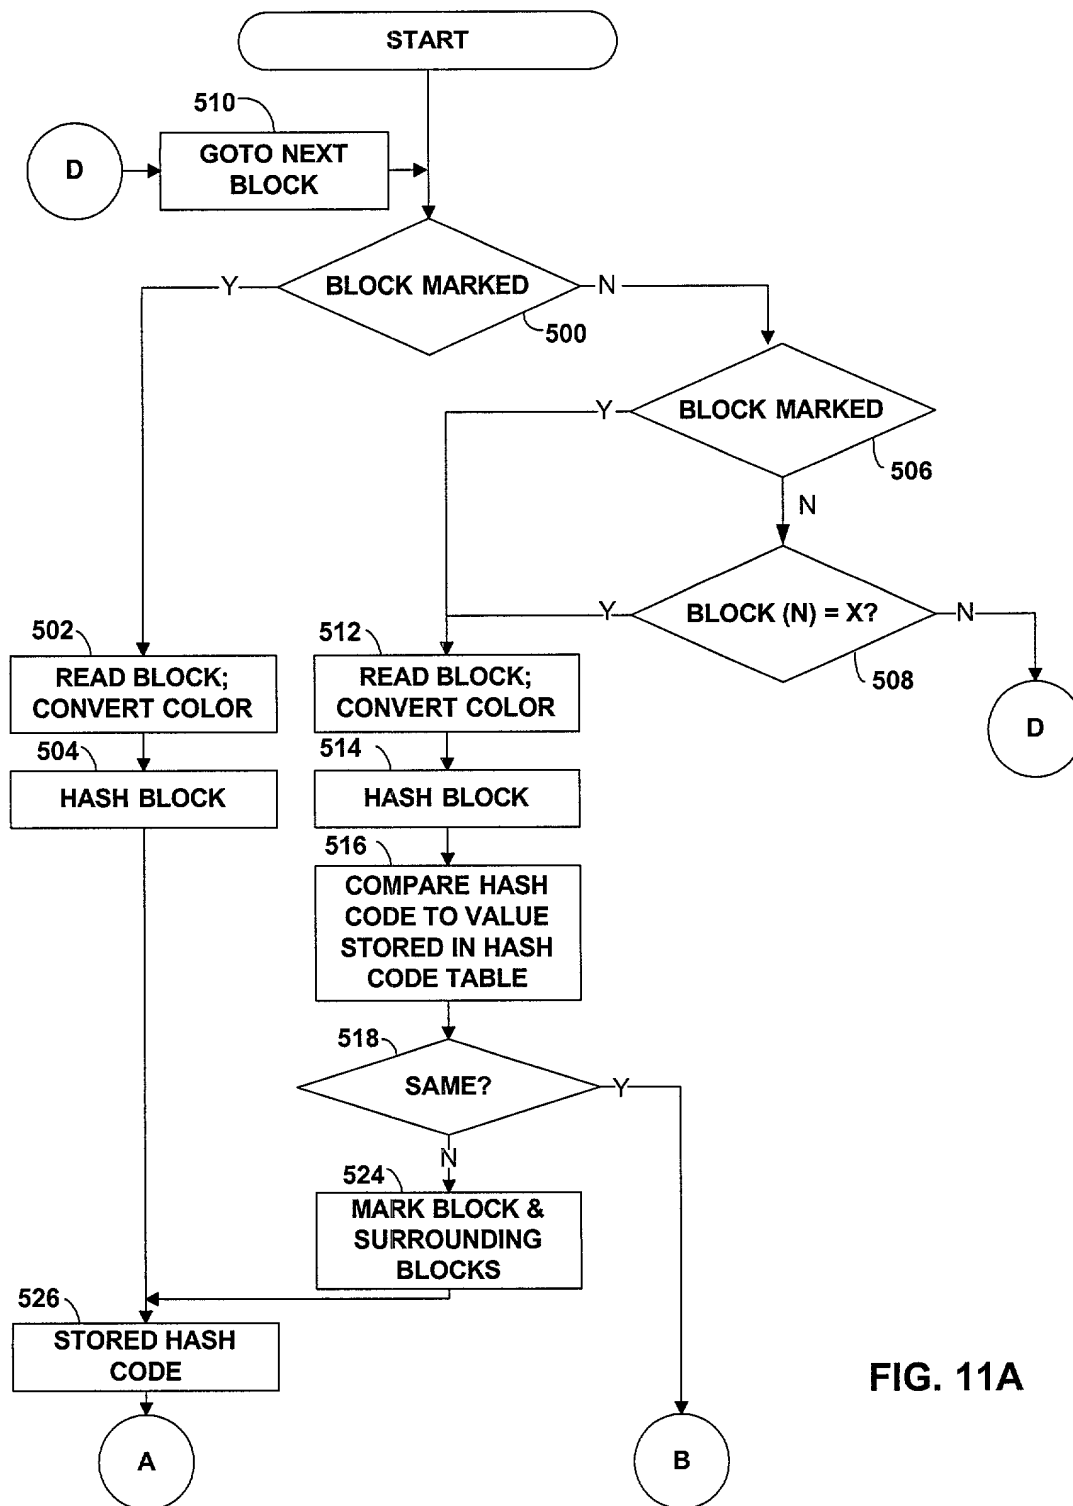 START
510
D
GOTO NEXT
BLOCK
Y
BLOCK MARKED
N
500
Y
BLOCK MARKED
506
N
Y
BLOCK (N) = X?
N
508
D
502
READ BLOCK;
CONVERT COLOR
512
READ BLOCK;
CONVERT COLOR
504
HASH BLOCK
514
HASH BLOCK
516
COMPARE HASH
CODE TO VALUE
STORED IN HASH
CODE TABLE
518
SAME?
Y
N
524
MARK BLOCK &
SURROUNDING
BLOCKS
526
STORED HASH
CODE
A
B
FIG. 11A